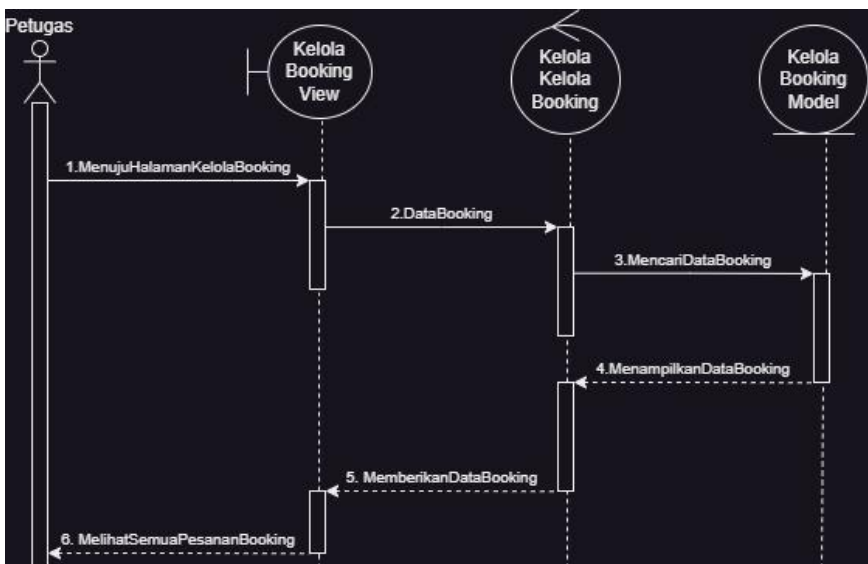 Petugas
Kelola
Booking
View
Kelola
Kelola
Booking
Kelola
Booking
Model
1.MenujuHalamanKelolaBooking
2.DataBooking
3.MencariDataBooking
4.MenampilkanDataBooking
5. MemberikanDataBooking
6. MelihatSemuaPesananBooking